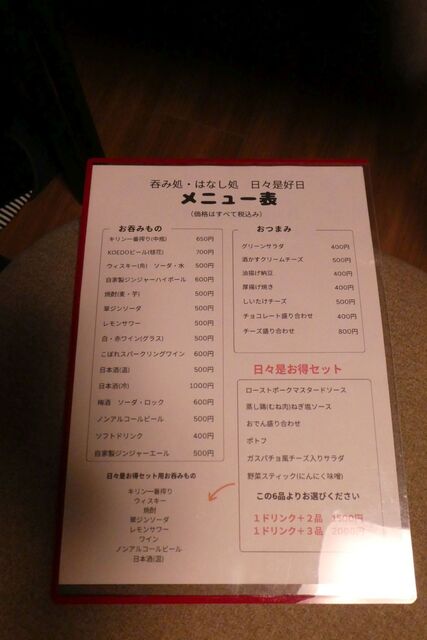 呑み処・はなし処　日々是好日
メニュー表
(価格はすべて税込み)
お呑みもの
キリン一番搾り(中瓶) 650円
KOEDOビール(毬花) 700円
ウィスキー(角)　ソーダ・水 500円
自家製ジンジャーハイボール 600円
焼酎(麦・芋) 500円
翠ジンソーダ 500円
レモンサワー 500円
白・赤ワイン(グラス) 500円
こぼれスパークリングワイン 600円
日本酒(温) 500円
日本酒(冷) 1000円
梅酒　ソーダ・ロック 600円
ノンアルコールビール 500円
ソフトドリンク 400円
自家製ジンジャーエール 500円
日々是お得セット用お呑みもの
キリン一番搾り
ウィスキー
焼酎
翠ジンソーダ
レモンサワー
ワイン
ノンアルコールビール
日本酒(温)
おつまみ
グリーンサラダ 400円
酒かすクリームチーズ 500円
油揚げ納豆 400円
厚揚げ焼き 400円
しいたけチーズ 500円
チョコレート盛り合わせ 400円
チーズ盛り合わせ 800円
日々是お得セット
ローストポークマスタードソース
蒸し鶏(むね肉)ねぎ塩ソース
おでん盛り合わせ
ポトフ
ガスパチョ風チーズ入りサラダ
野菜スティック(にんにく味噌)
この6品よりお選びください
１ドリンク＋２品　1500円
１ドリンク＋３品　2000円